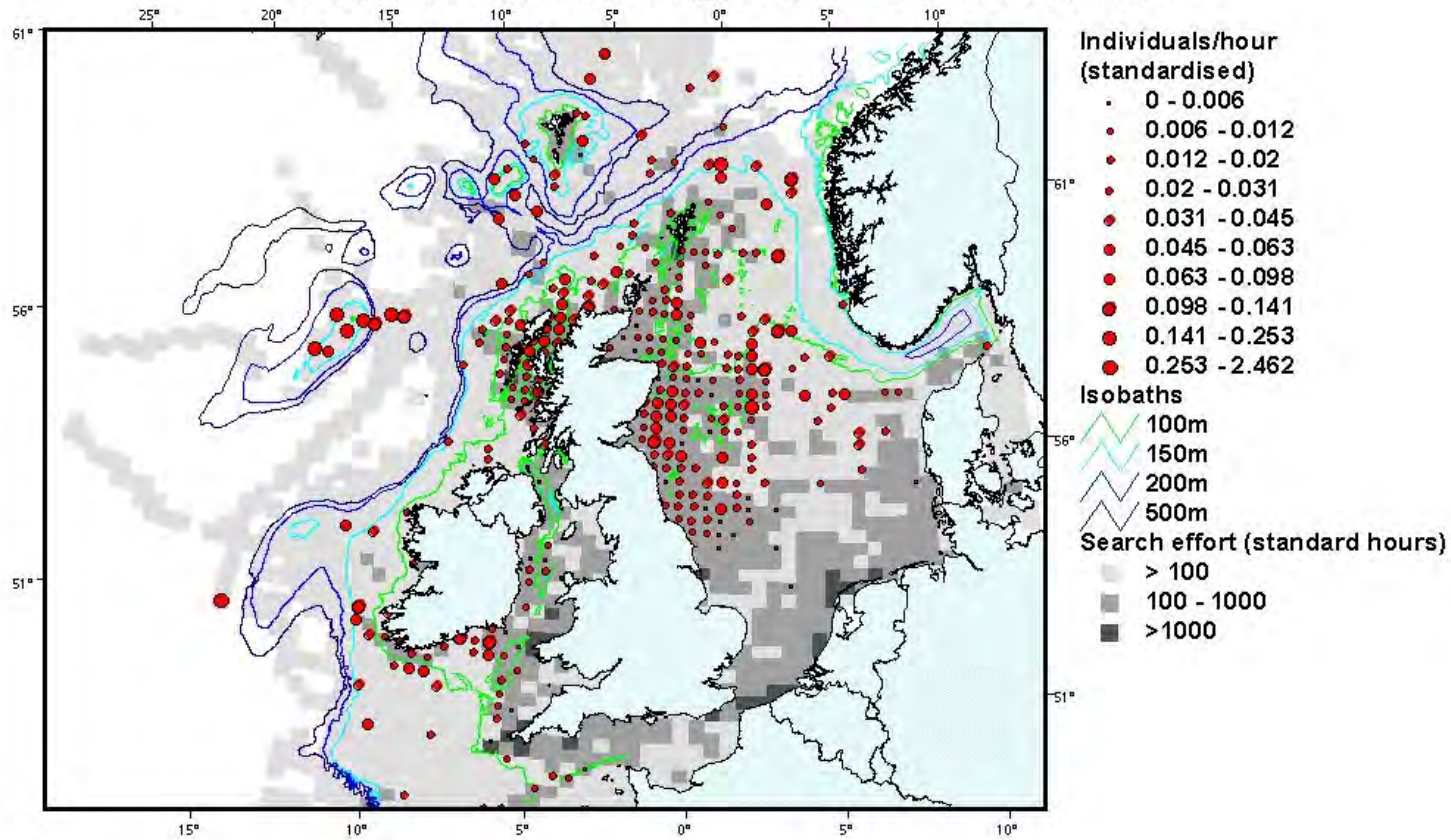 25° 20° 15° 10° 5° 0° 5° 10°
61°
61°
56°
56°
51°
51°
15° 10° 5° 0° 5° 10°
Individuals/hour
(standardised)
0 - 0.006
0.006 - 0.012
0.012 - 0.02
0.02 - 0.031
0.031 - 0.045
0.045 - 0.063
0.063 - 0.098
0.098 - 0.141
0.141 - 0.253
0.253 - 2.462
Isobaths
100m
150m
200m
500m
Search effort (standard hours)
> 100
100 - 1000
>1000